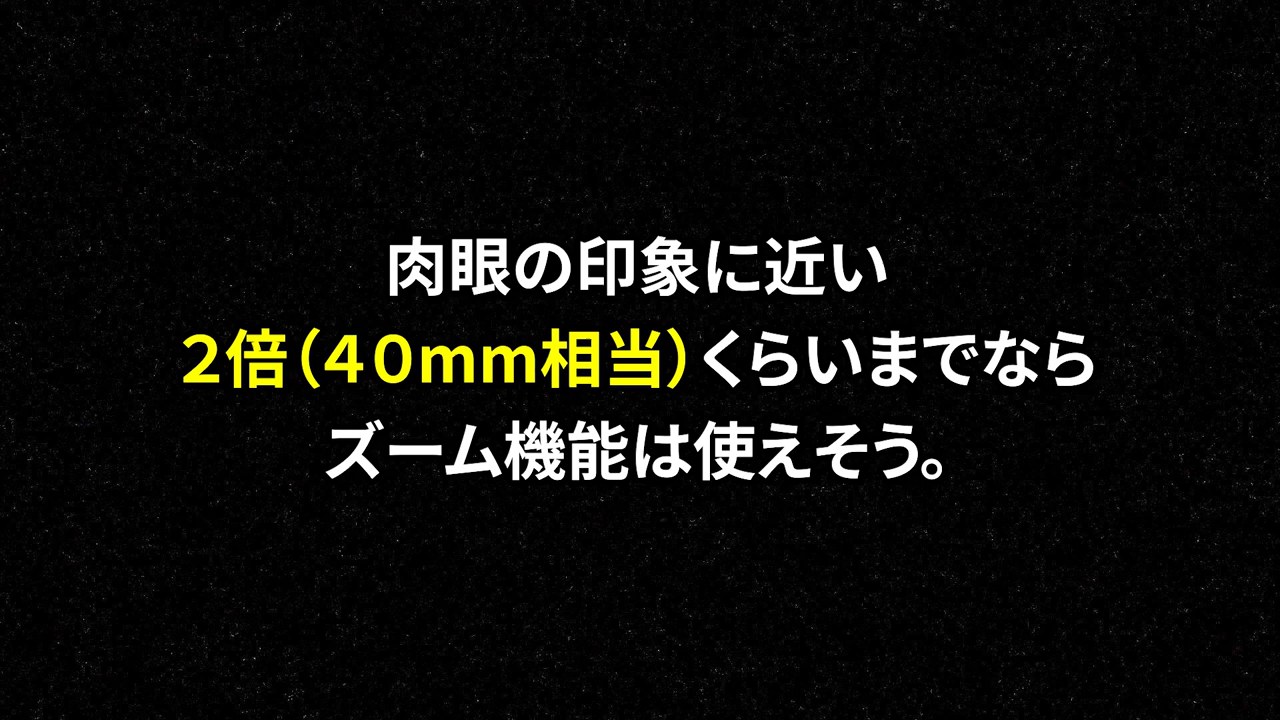 肉眼の印象に近い
２倍（４０mm相当）くらいまでなら
ズーム機能は使えそう。